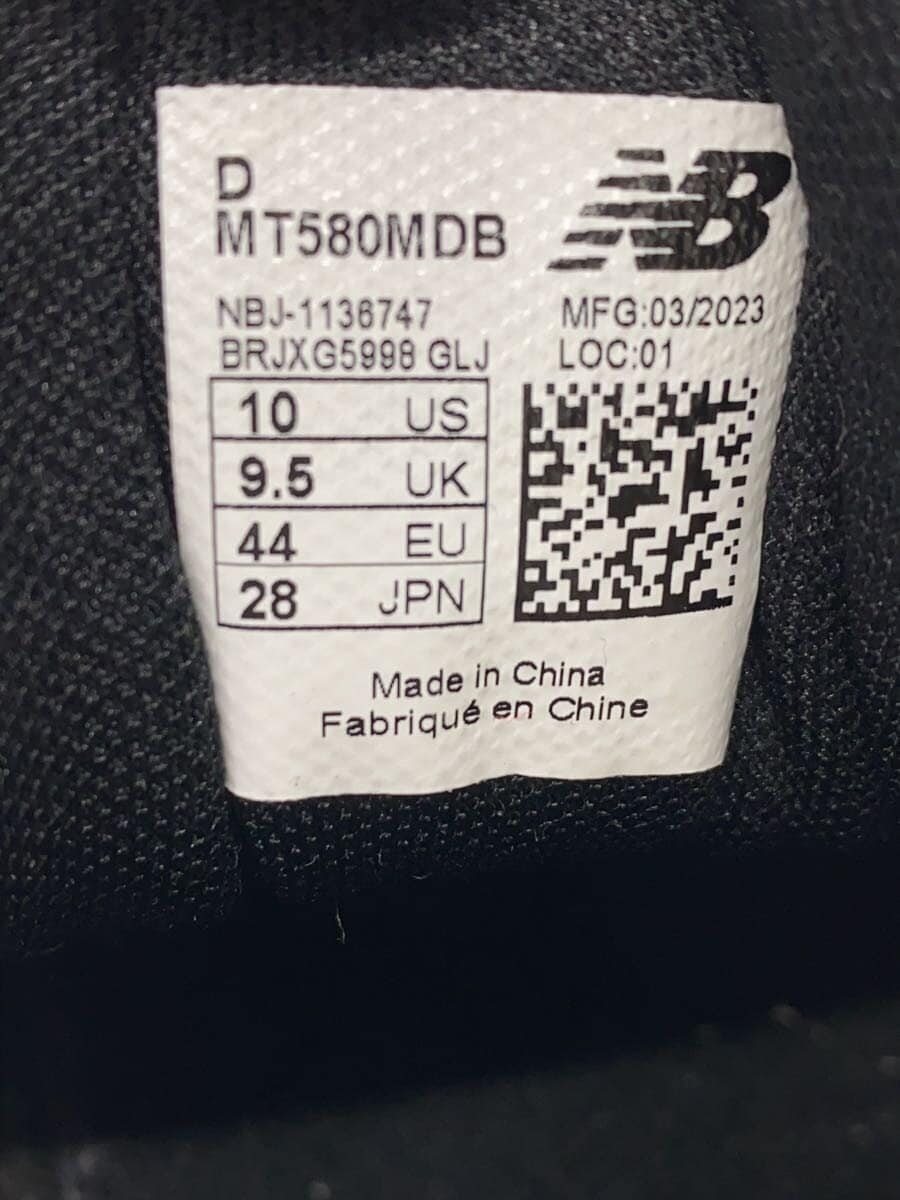 D
MT580MDB
NB
NBJ-1136747
MFG:03/2023
BRJXG5998 GLJ
LOC:01
10 US
9.5 UK
44 EU
28 JPN
Made in China
Fabriqué en Chine